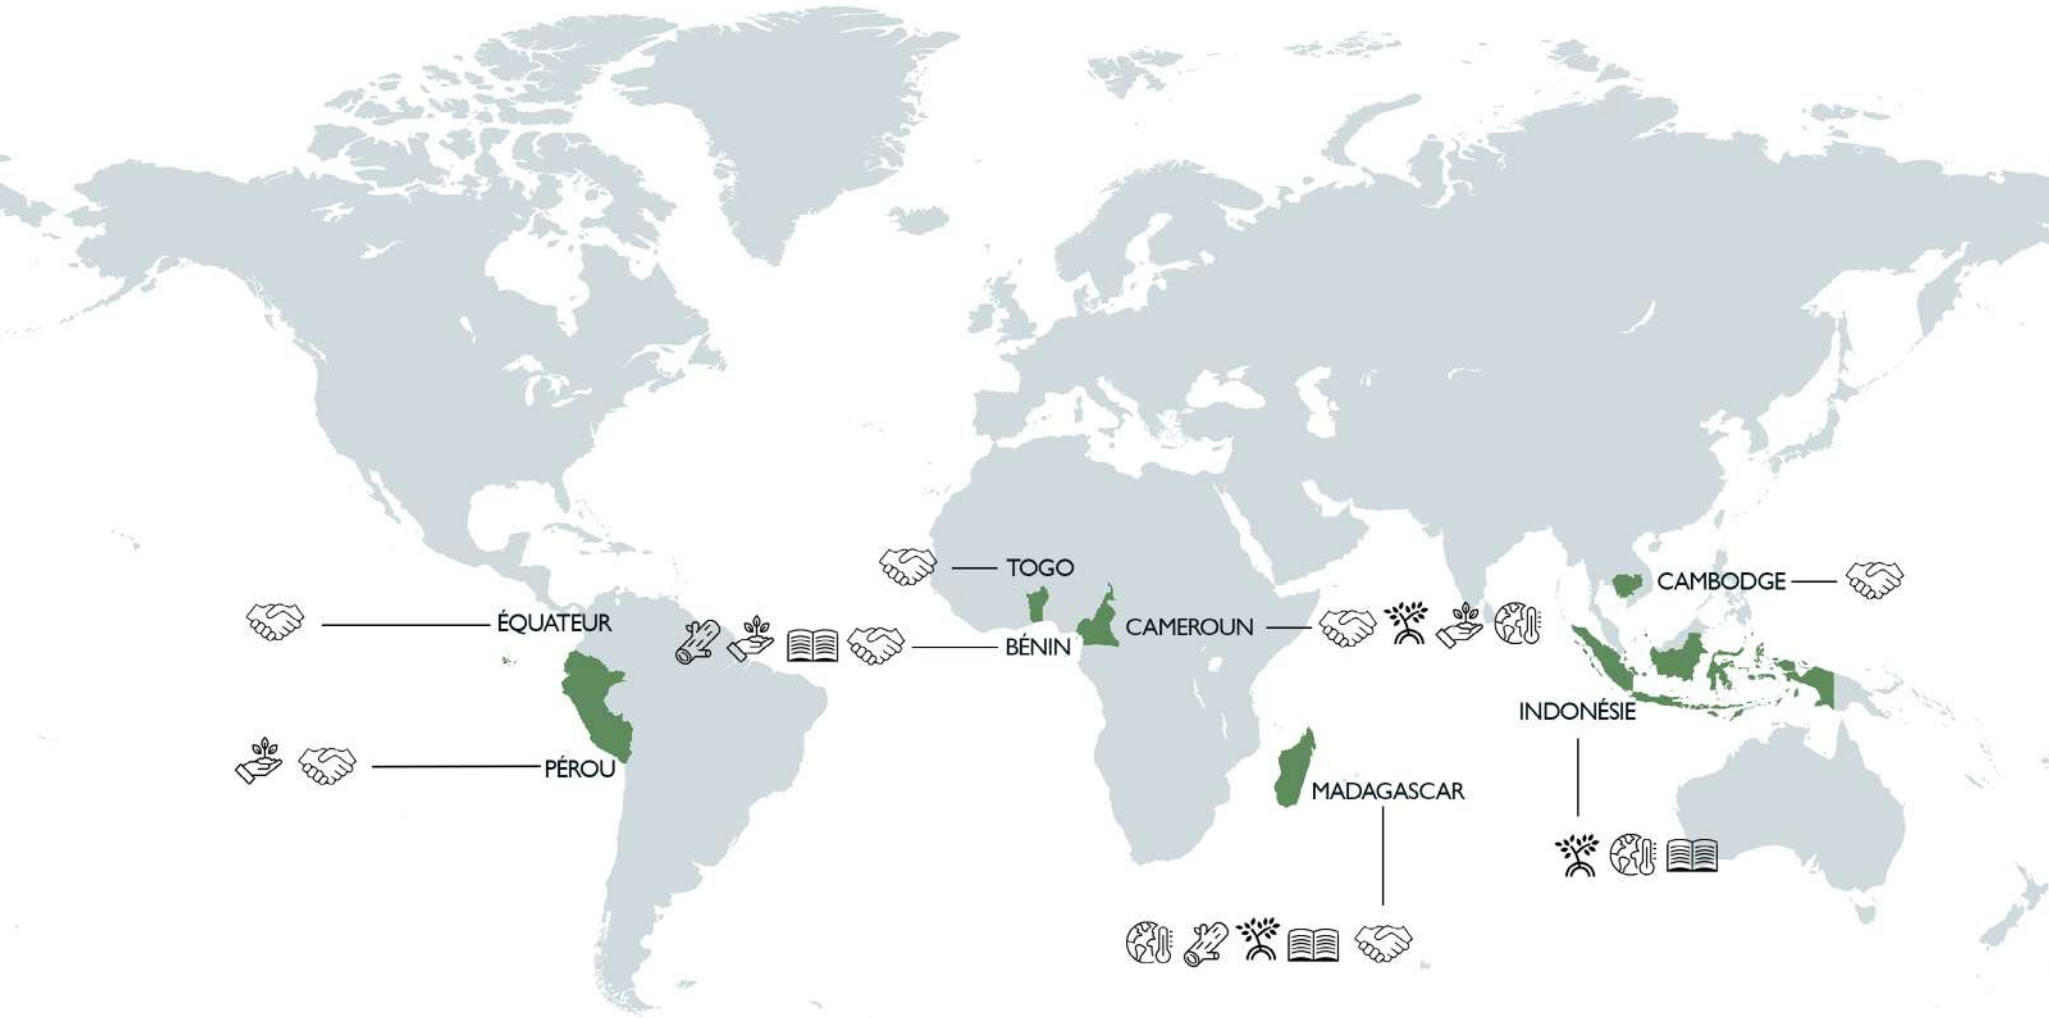 TOGO
CAMBODGE
ÉQUATEUR
CAMEROUN
BÉNIN
INDONÉSIE
PÉROU
MADAGASCAR